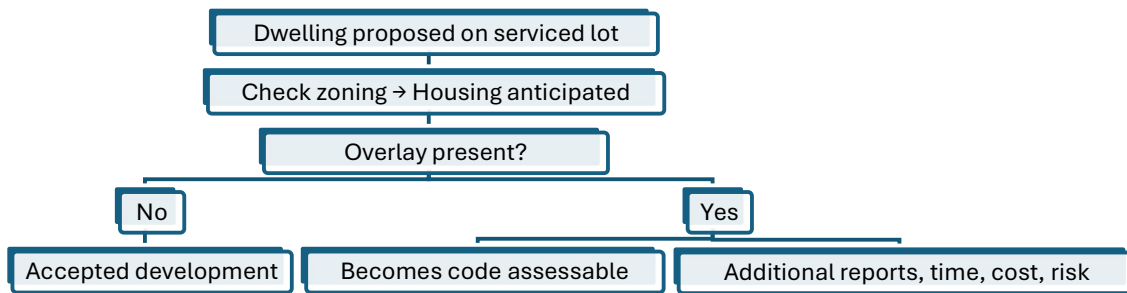 Dwelling proposed on serviced lot
Check zoning → Housing anticipated
Overlay present?
No
Yes
Accepted development
Becomes code assessable
Additional reports, time, cost, risk